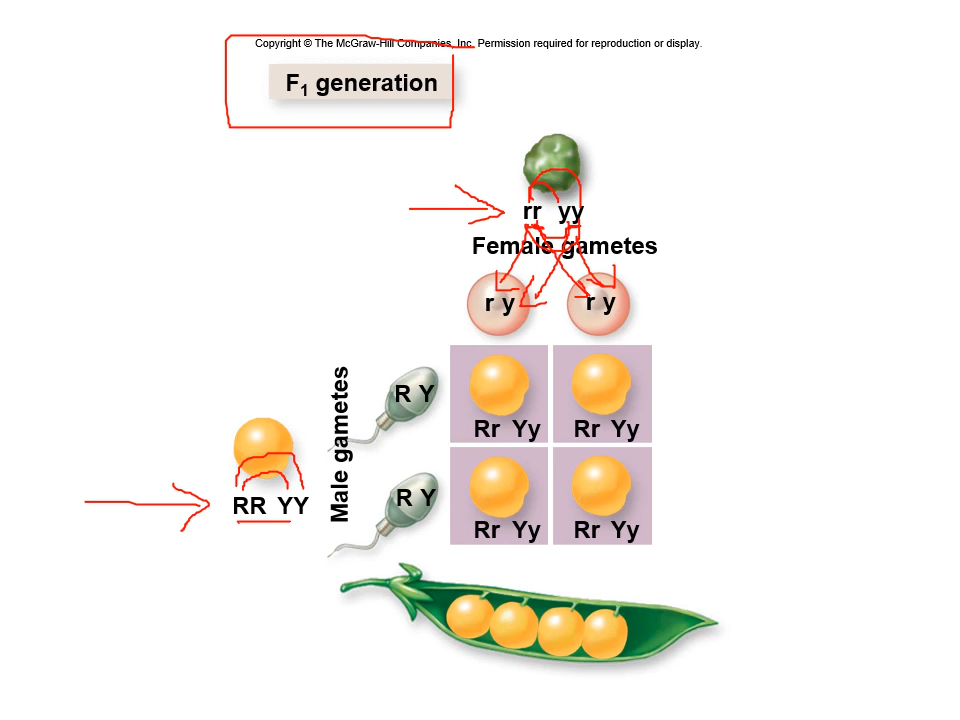 Copyright © The McGraw-Hill Companies, Inc. Permission required for reproduction or display.
F₁ generation
rr yy
Female gametes
r y r y
Male gametes
R Y
Rr Yy Rr Yy
RR YY
R Y
Rr Yy Rr Yy